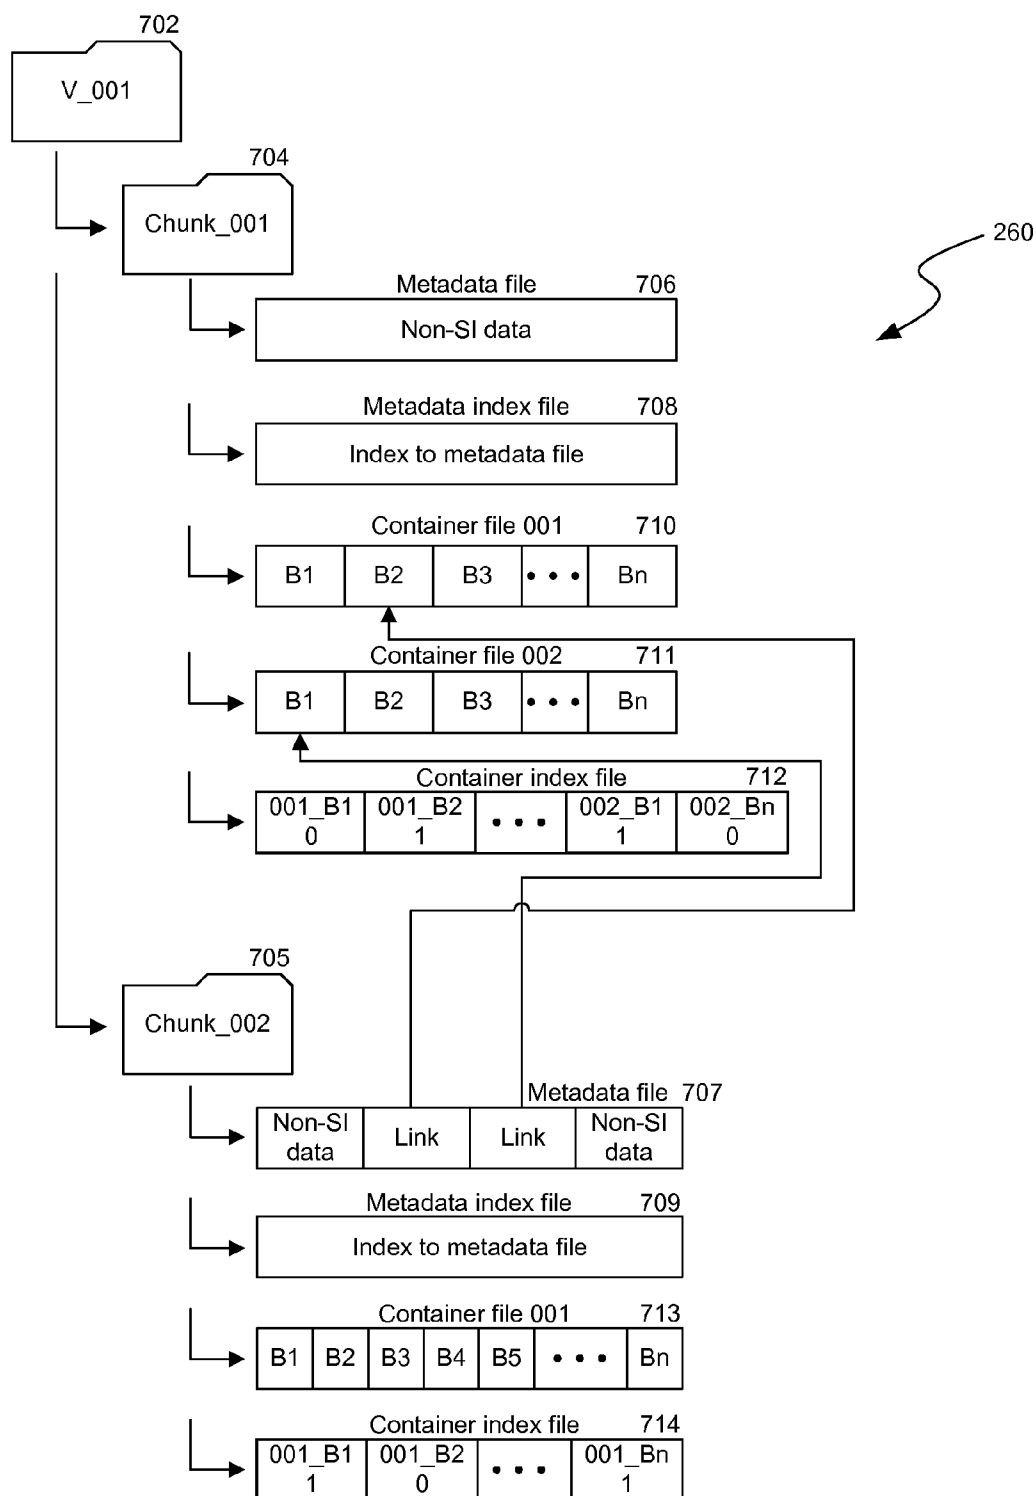 702
V_001
704
Chunk_001
260
Metadata file 706
Non-SI data
Metadata index file 708
Index to metadata file
Container file 001 710
B1 B2 B3 • • • Bn
Container file 002 711
B1 B2 B3 • • • Bn
Container index file 712
001_B1 001_B2 • • • 002_B1 002_Bn
0 1 1 0
705
Chunk_002
Metadata file 707
Non-SI Link Link Non-SI
data data
Metadata index file 709
Index to metadata file
Container file 001 713
B1 B2 B3 B4 B5 • • • Bn
Container index file 714
001_B1 001_B2 • • • 001_Bn
1 0 1